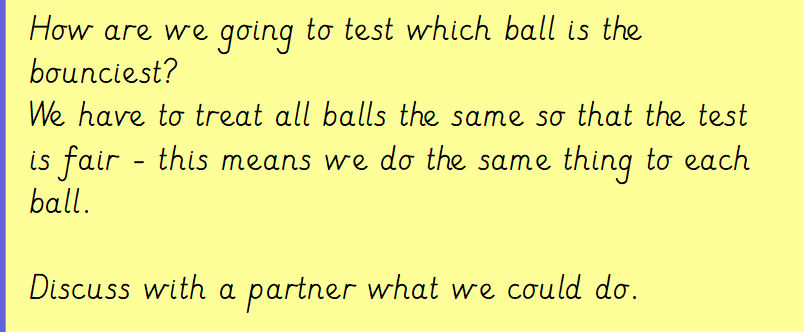 How are we going to test which ball is the
bounciest?
We have to treat all balls the same so that the test
is fair - this means we do the same thing to each
ball.
Discuss with a partner what we could do.